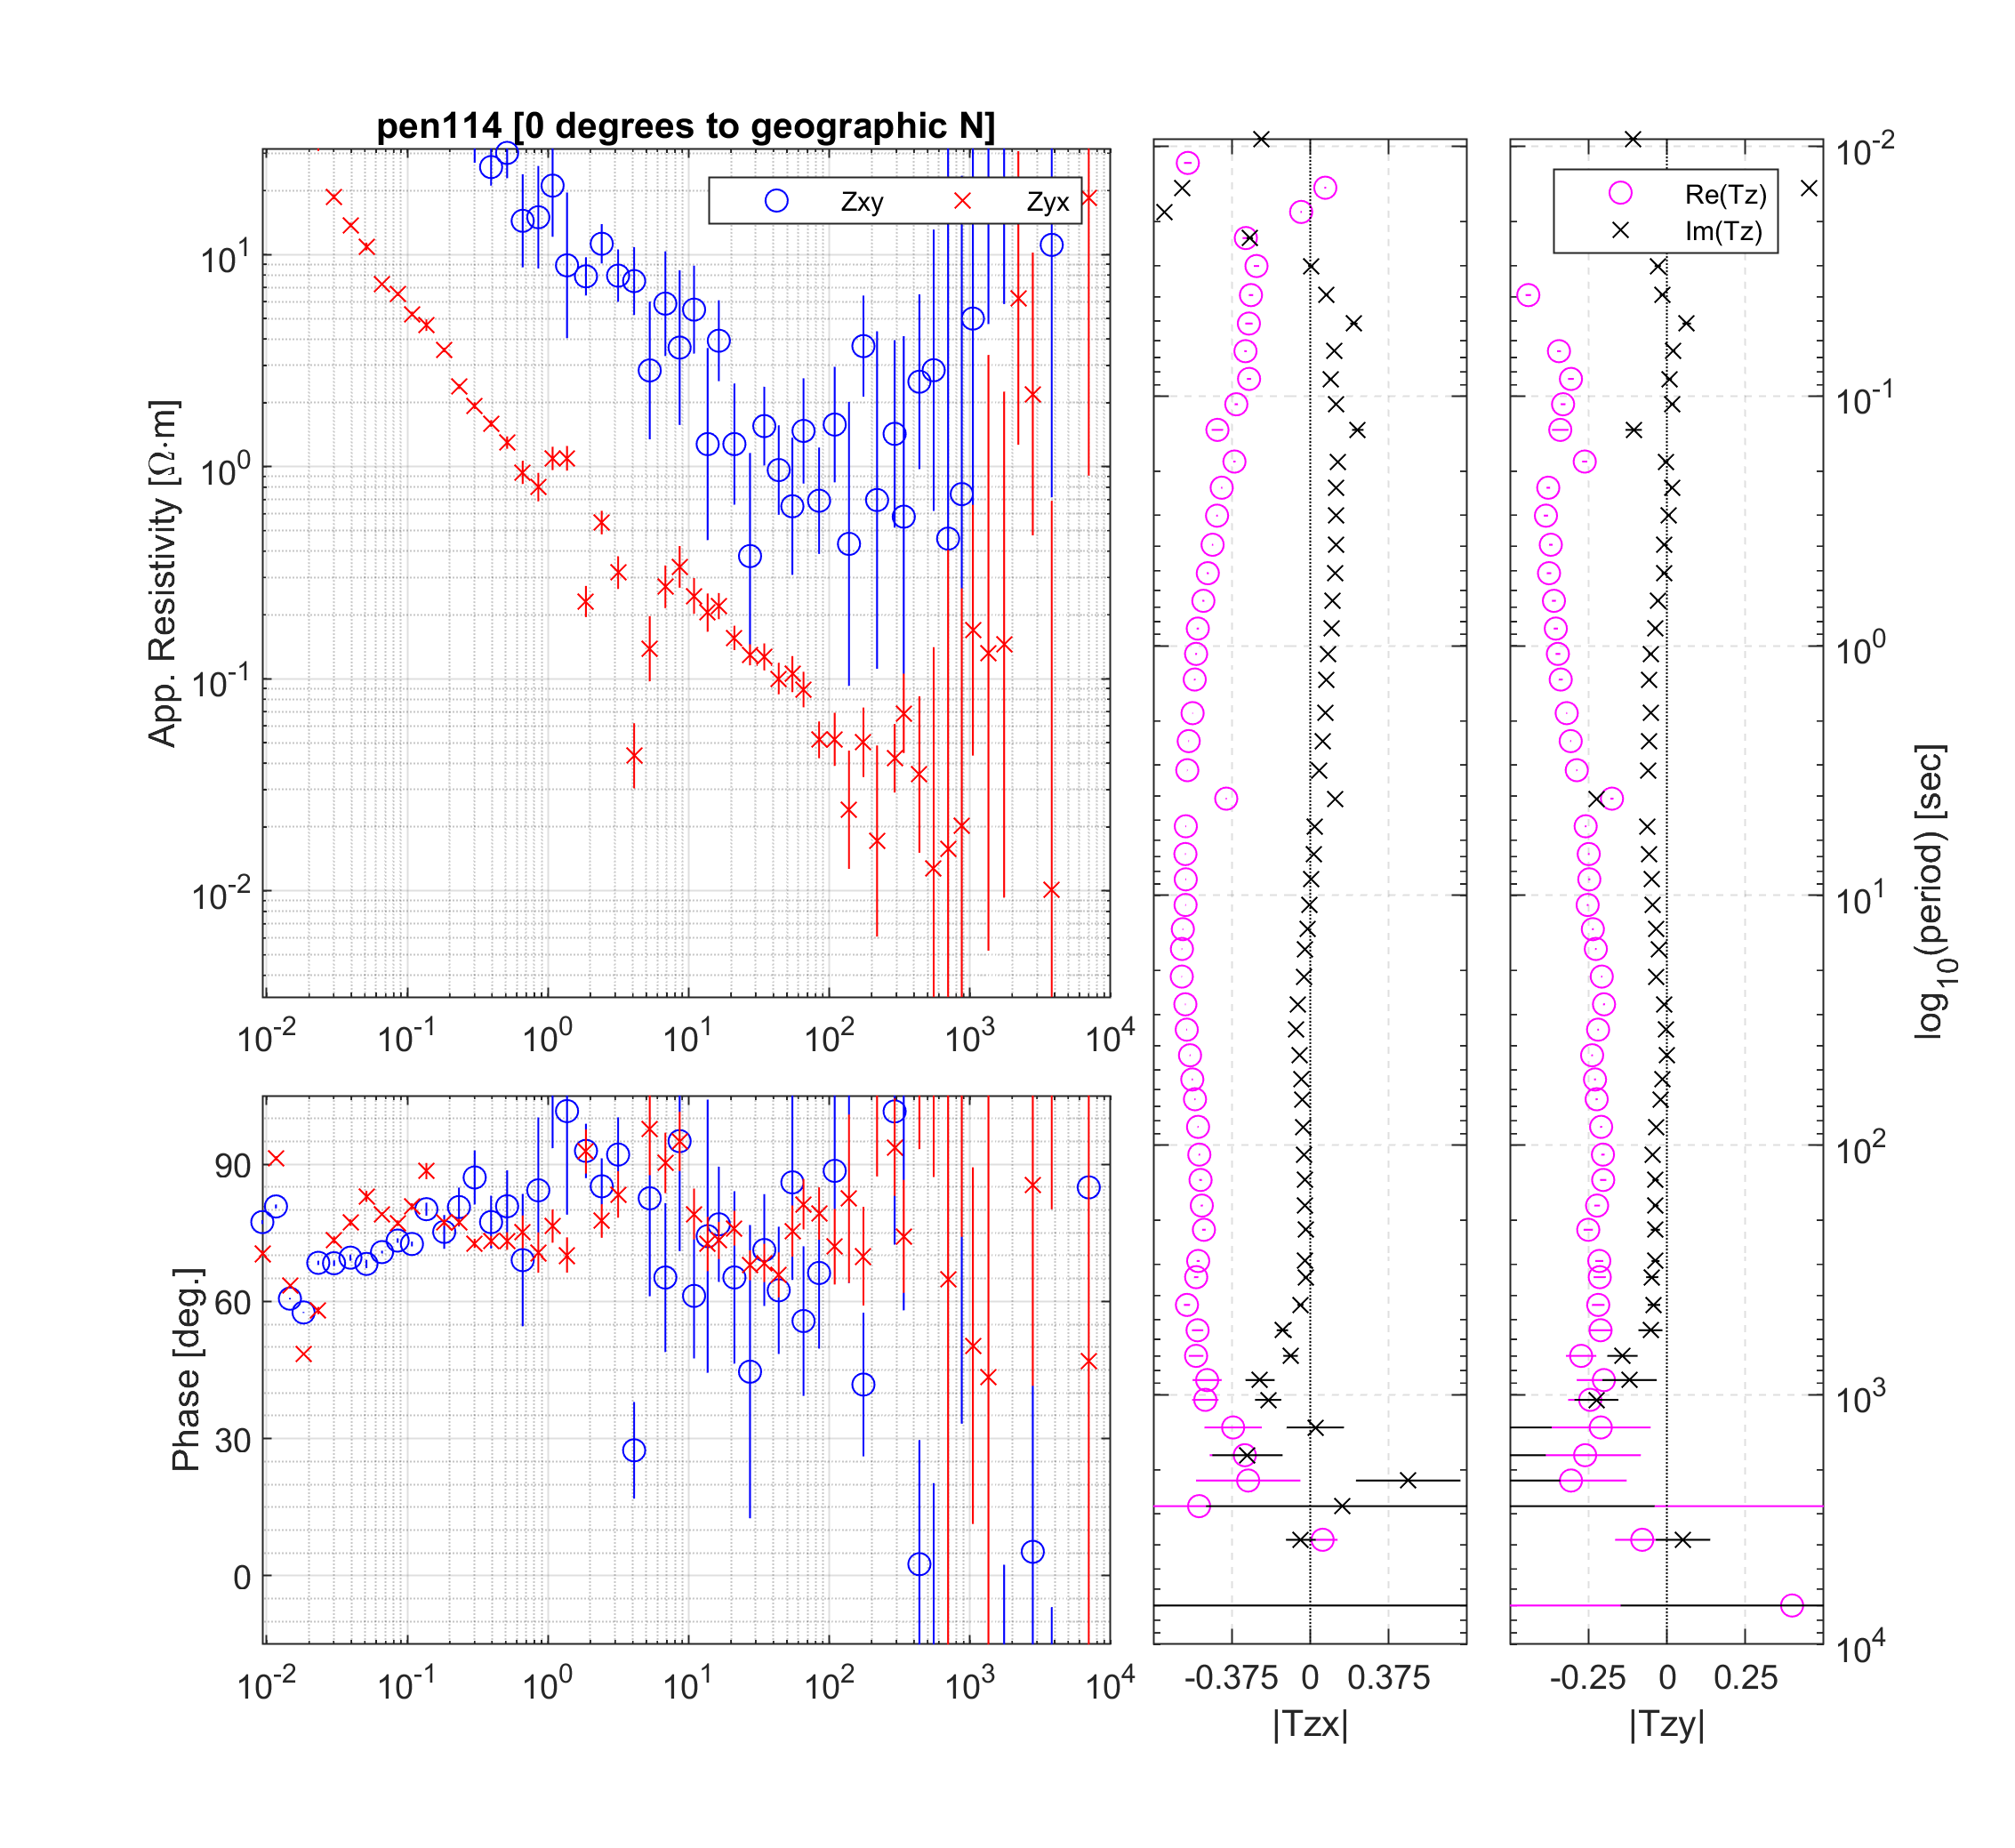 pen114 [0 degrees to geographic N]
Zxy Zyx
App. Resistivity [Ω·m]
10^1
10^0
10^-1
10^-2
10^-2 10^-1 10^0 10^1 10^2 10^3 10^4
Phase [deg.]
90
60
30
0
10^-2 10^-1 10^0 10^1 10^2 10^3 10^4
-0.375 0 0.375
|Tzx|
Re(Tz)
Im(Tz)
-0.25 0 0.25
|Tzy|
10^-2
10^-1
10^0
10^1
10^2
10^3
10^4
log10(period) [sec]